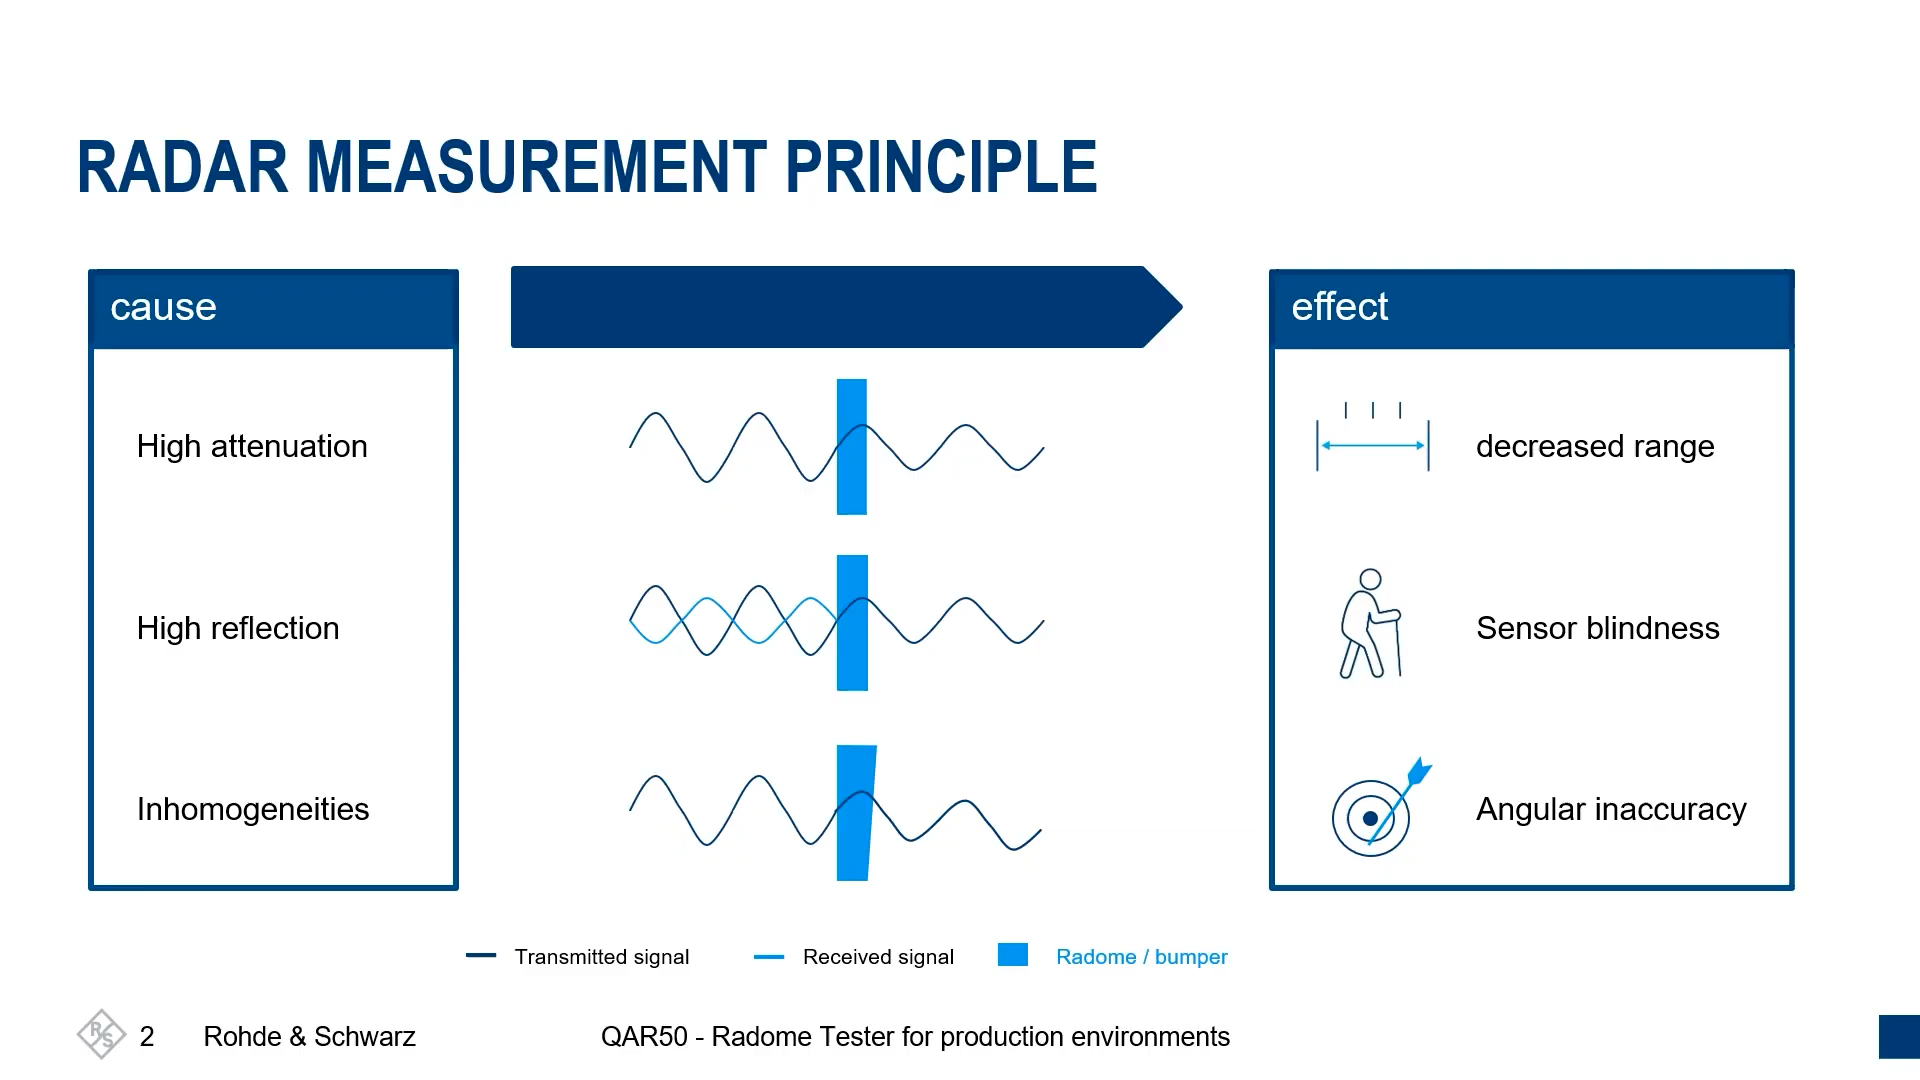 RADAR MEASUREMENT PRINCIPLE
cause
effect
High attenuation
decreased range
High reflection
Sensor blindness
Inhomogeneities
Angular inaccuracy
Transmitted signal
Received signal
Radome / bumper
R S
2
Rohde & Schwarz
QAR50 - Radome Tester for production environments